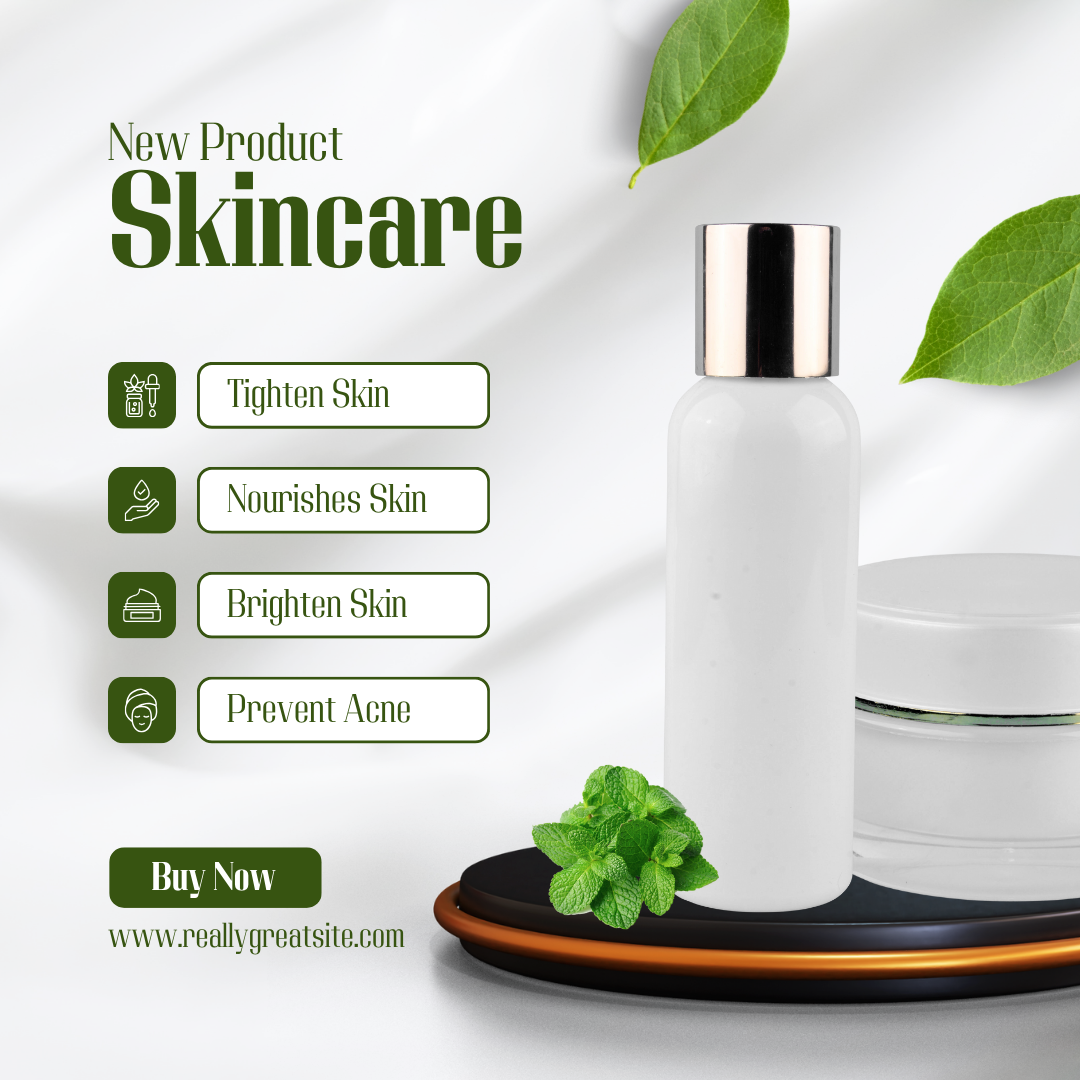 New Product
Skincare
Tighten Skin
Nourishes Skin
Brighten Skin
Prevent Acne
Buy Now
www.reallygreatsite.com